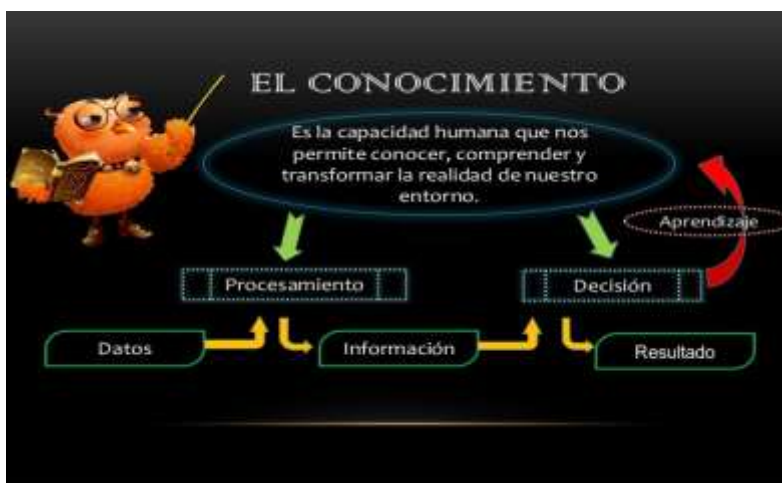 EL CONOCIMIENTO
Es la capacidad humana que nos
permite conocer, comprender y
transformar la realidad de nuestro
entorno.
Aprendizaje
Procesamiento
Decisión
Datos
Información
Resultado